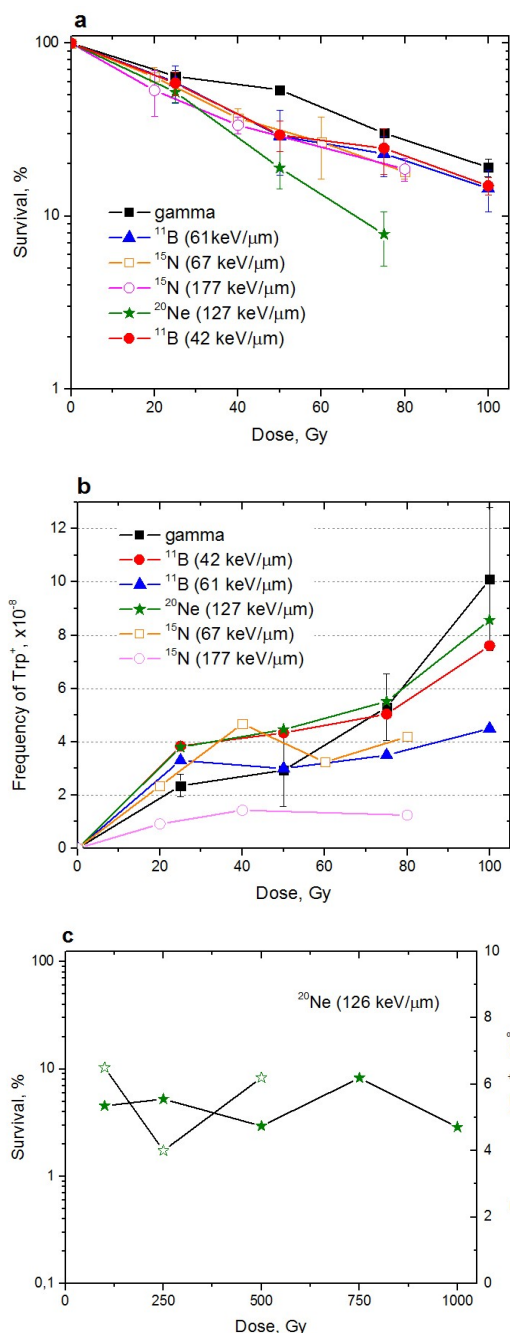 a
100
10
1
Survival, %
gamma
¹¹B (61keV/μm)
¹⁵N (67 keV/μm)
¹⁵N (177 keV/μm)
²⁰Ne (127 keV/μm)
¹¹B (42 keV/μm)
0 20 40 60 80 100
Dose, Gy
b
12
10
8
6
4
2
0
Frequency of Trp⁺, x10⁻⁸
gamma
¹¹B (42 keV/μm)
¹¹B (61 keV/μm)
²⁰Ne (127 keV/μm)
¹⁵N (67 keV/μm)
¹⁵N (177 keV/μm)
0 20 40 60 80 100
Dose, Gy
c
100
10
1
0,1
Survival, %
²⁰Ne (126 keV/μm)
10
8
6
4
2
0
0 250 500 750 1000
Dose, Gy